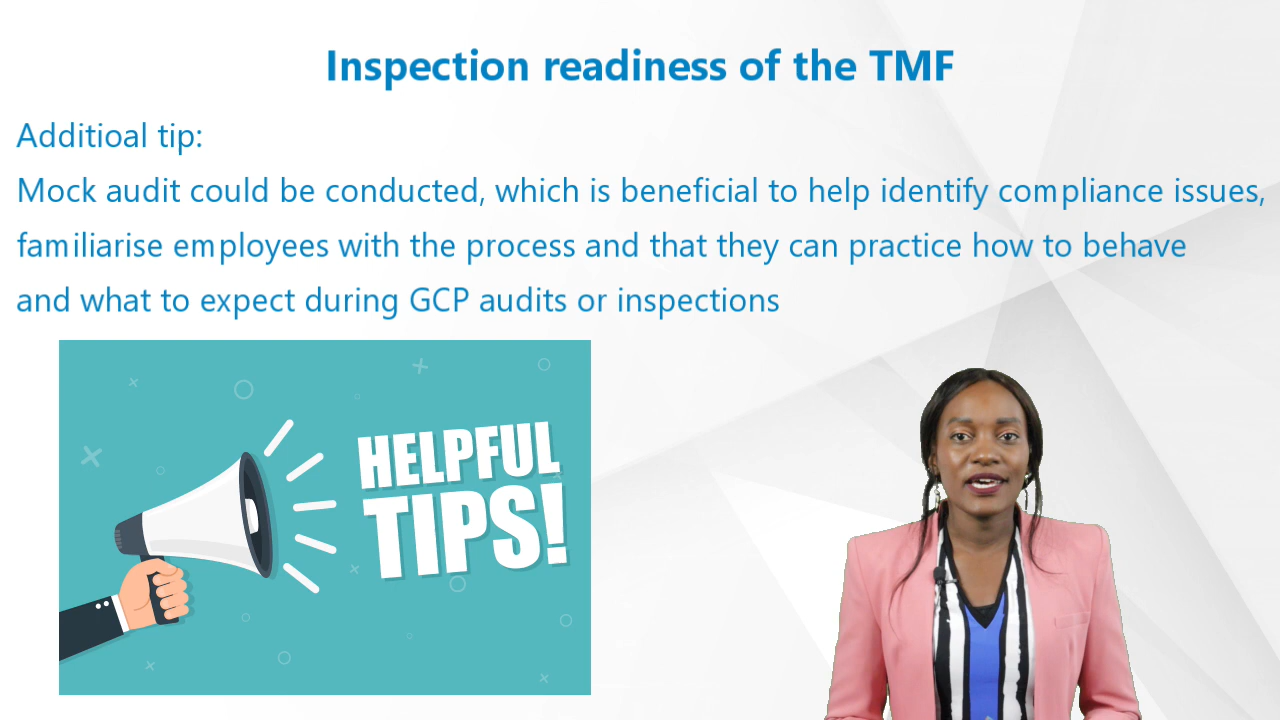 Inspection readiness of the TMF
Additioal tip:
Mock audit could be conducted, which is beneficial to help identify compliance issues,
familiarise employees with the process and that they can practice how to behave
and what to expect during GCP audits or inspections
HELPFUL
TIPS!